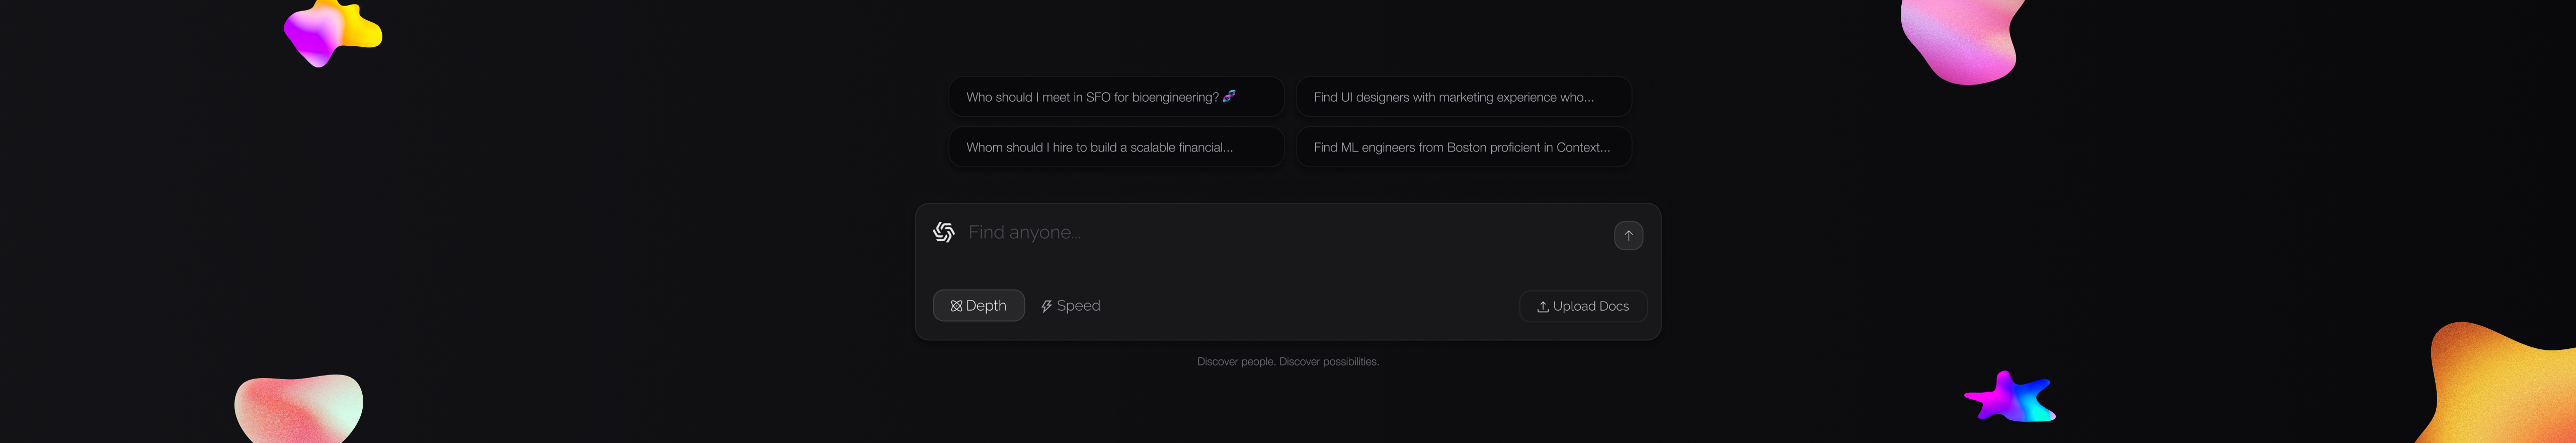 Who should I meet in SFO for bioengineering? 🧬
Find UI designers with marketing experience who...
Whom should I hire to build a scalable financial...
Find ML engineers from Boston proficient in Context...
Find anyone...
Depth
Speed
Upload Docs
Discover people. Discover possibilities.